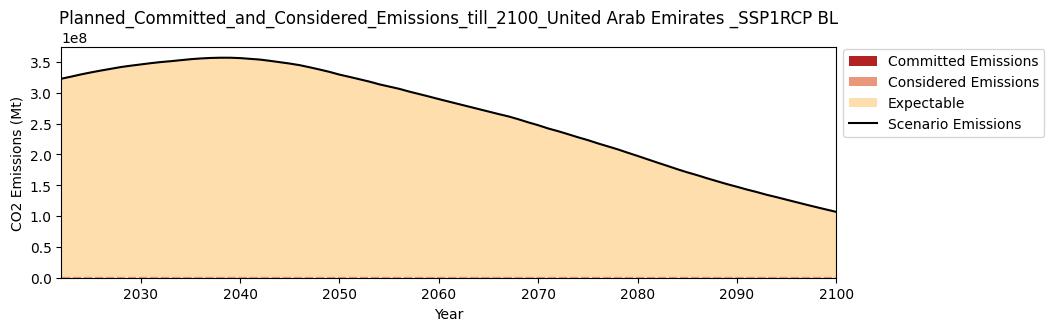 Planned_Committed_and_Considered_Emissions_till_2100_United Arab Emirates _SSP1RCP BL
1e8
3.5
3.0
2.5
2.0
1.5
1.0
0.5
0.0
CO2 Emissions (Mt)
2030 2040 2050 2060 2070 2080 2090 2100
Year
Committed Emissions
Considered Emissions
Expectable
Scenario Emissions